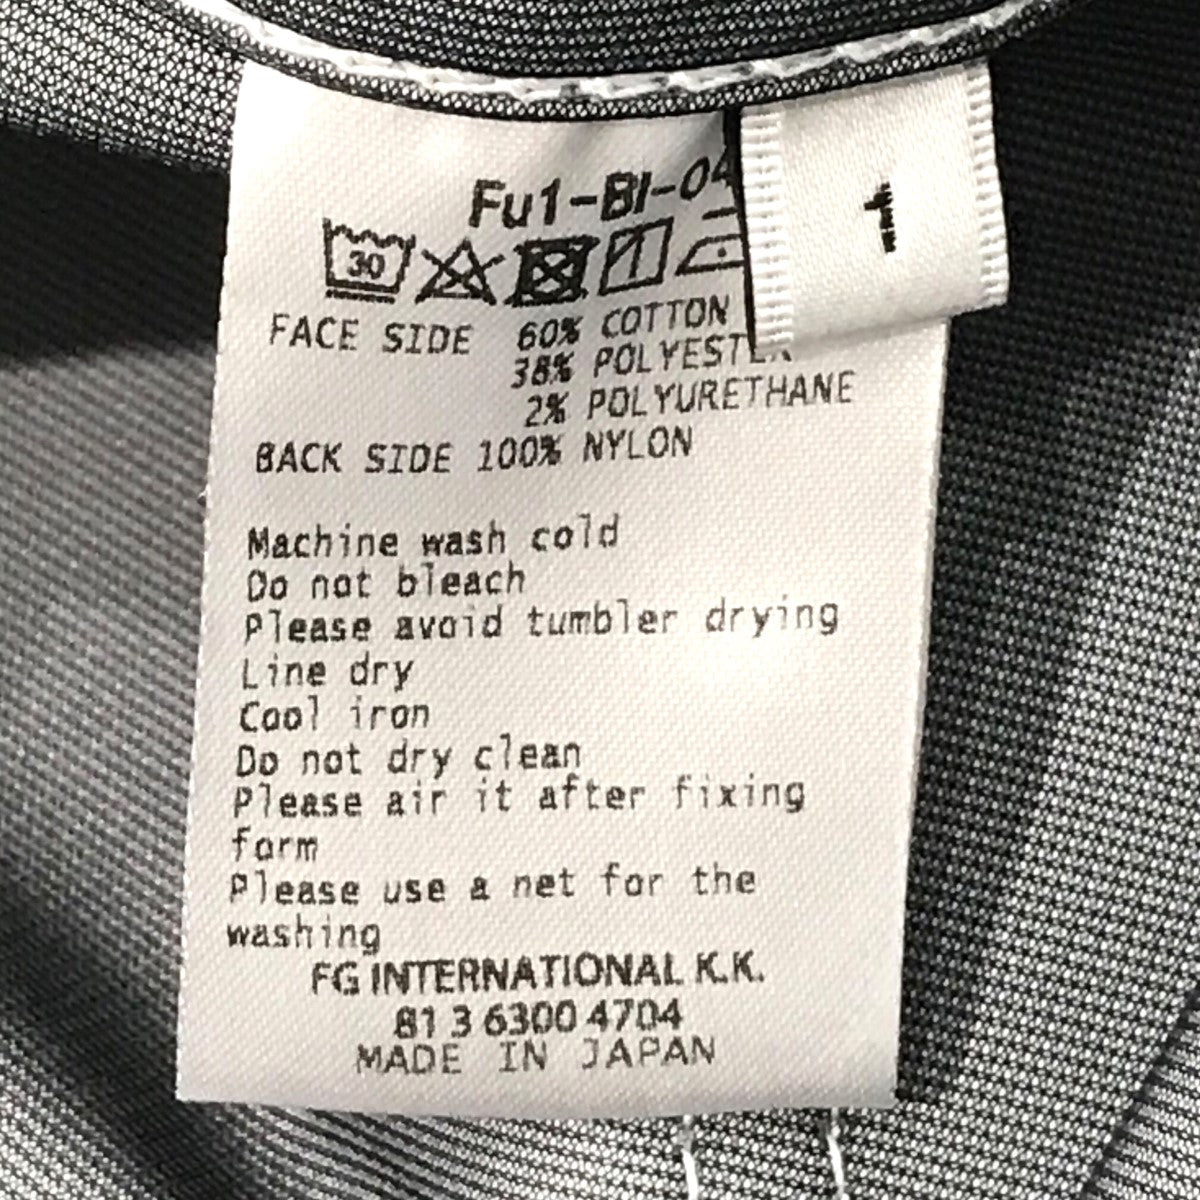 Fu1-BI-04
1
30
FACE SIDE 60% COTTON
38% POLYESTER
2% POLYURETHANE
BACK SIDE 100% NYLON
Machine wash cold
Do not bleach
Please avoid tumbler drying
Line dry
Cool iron
Do not dry clean
Please air it after fixing
form
Please use a net for the
washing
FG INTERNATIONAL K.K.
81 3 6300 4704
MADE IN JAPAN